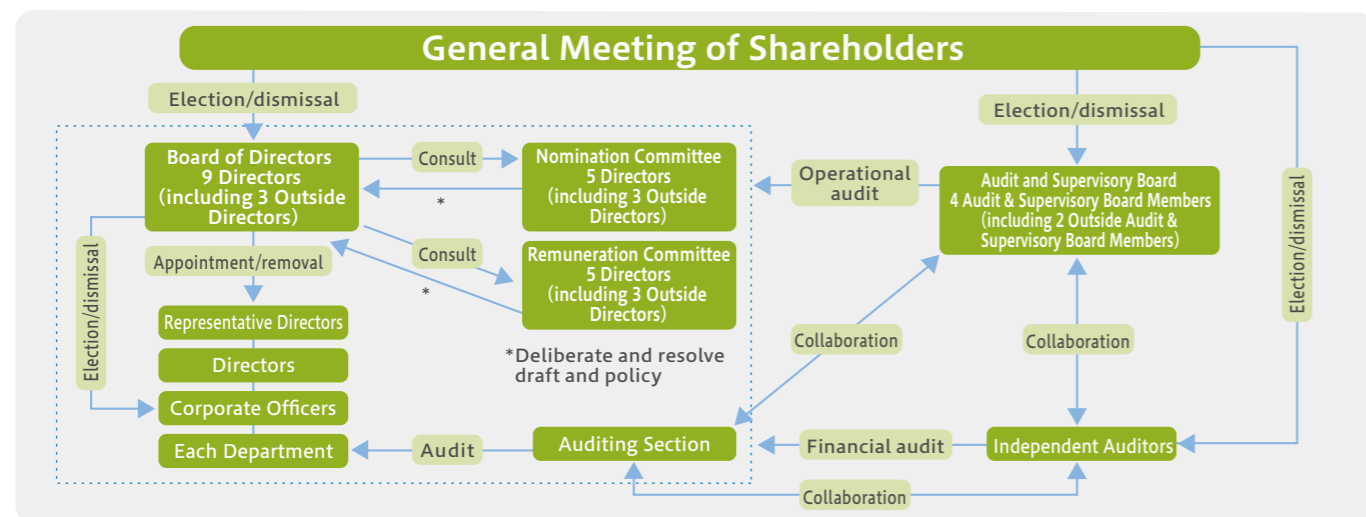 General Meeting of Shareholders
Election/dismissal
Election/dismissal
Election/dismissal
Board of Directors
9 Directors
(including 3 Outside
Directors)
Consult
*
Nomination Committee
5 Directors
(including 3 Outside
Directors)
Operational
audit
Audit and Supervisory Board
4 Audit & Supervisory Board Members
(including 2 Outside Audit &
Supervisory Board Members)
Consult
*
Remuneration Committee
5 Directors
(including 3 Outside
Directors)
Appointment/removal
Election/dismissal
Representative Directors
Directors
Corporate Officers
Each Department
*Deliberate and resolve
draft and policy
Collaboration
Collaboration
Audit
Auditing Section
Financial audit
Independent Auditors
Collaboration